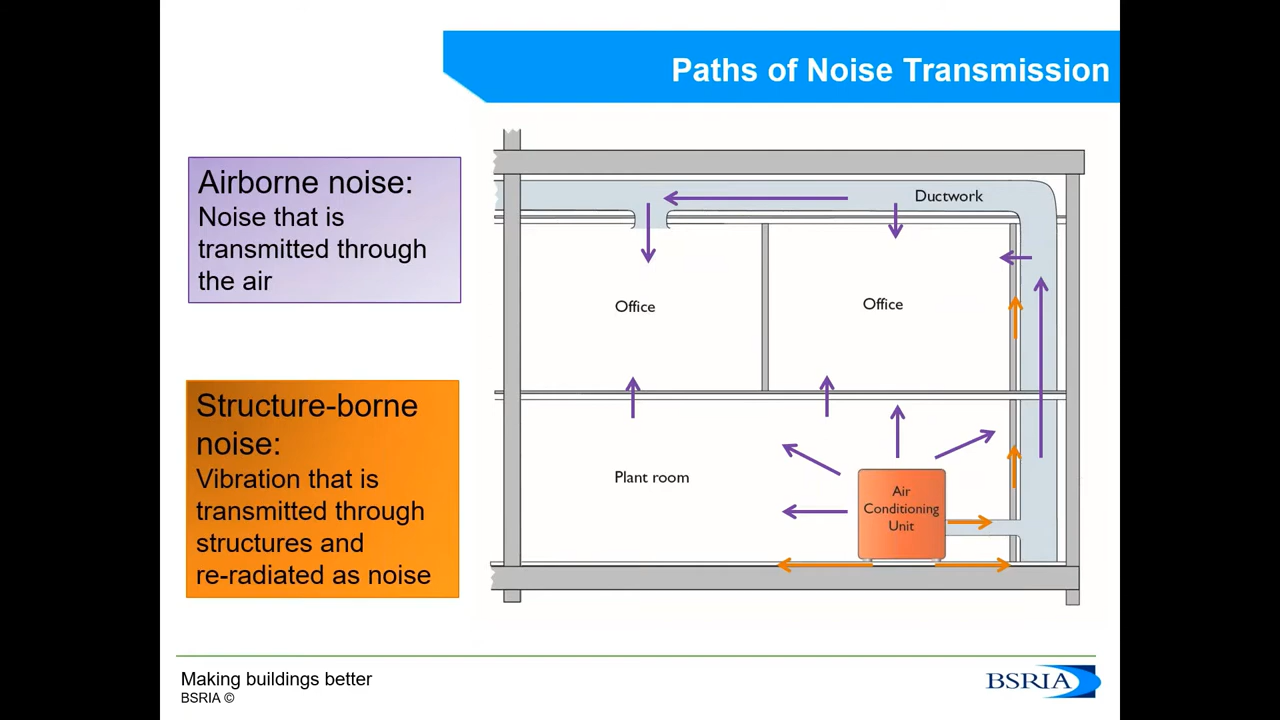 Paths of Noise Transmission
Airborne noise:
Noise that is
transmitted through
the air
Structure-borne
noise:
Vibration that is
transmitted through
structures and
re-radiated as noise
Ductwork
Office
Office
Plant room
Air
Conditioning
Unit
Making buildings better
BSRIA ©
BSRIA